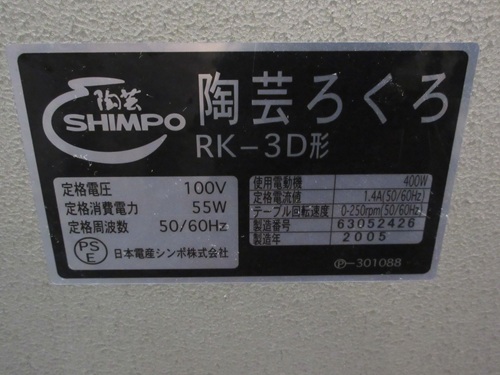 陶芸
SHIMPO
陶芸ろくろ
RK-3D形
定格電圧 100V
定格消費電力 55W
定格周波数 50/60Hz
PS
E
日本電産シンポ株式会社
使用電動機 400W
定格電流値 1.4A(50/60Hz)
テーブル回転速度 0-250rpm(50/60Hz)
製造番号 63052426
製造年 2005
Ⓟ-301088